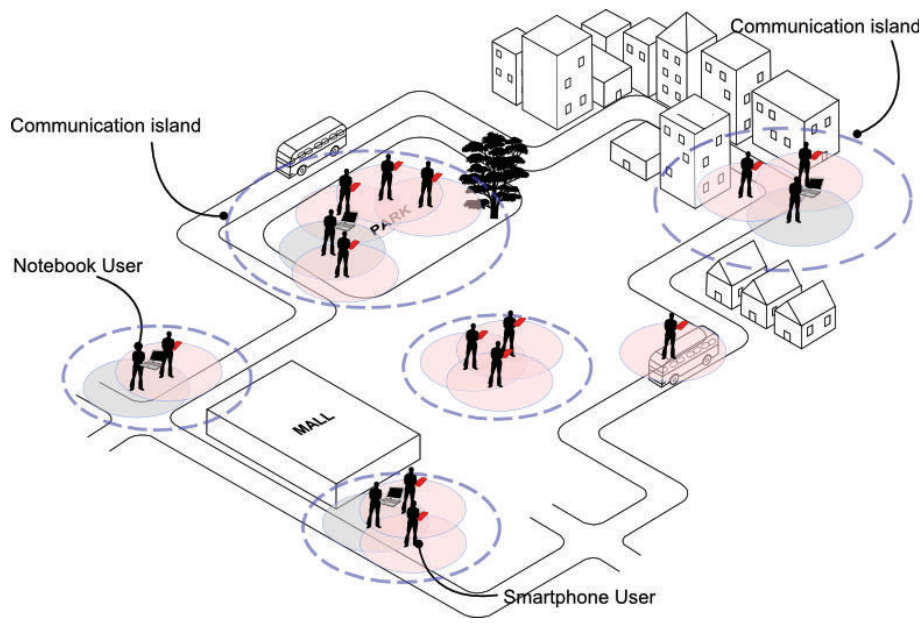 Communication island
Communication island
PARK
Notebook User
MALL
Smartphone User